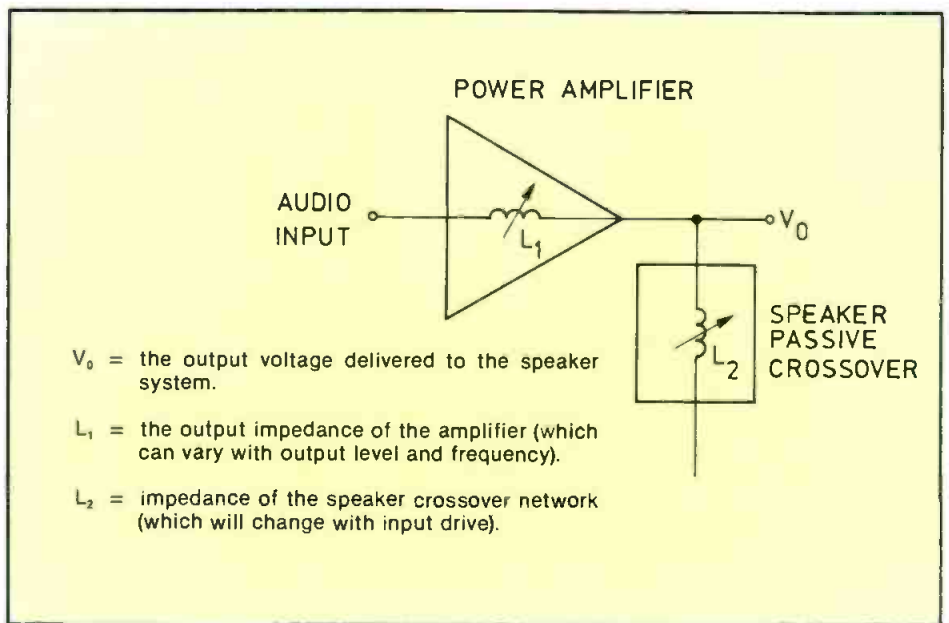 POWER AMPLIFIER
AUDIO
INPUT
L₁
V₀
SPEAKER
PASSIVE
CROSSOVER
L₂
V₀ = the output voltage delivered to the speaker
system.
L₁ = the output impedance of the amplifier (which
can vary with output level and frequency).
L₂ = impedance of the speaker crossover network
(which will change with input drive).